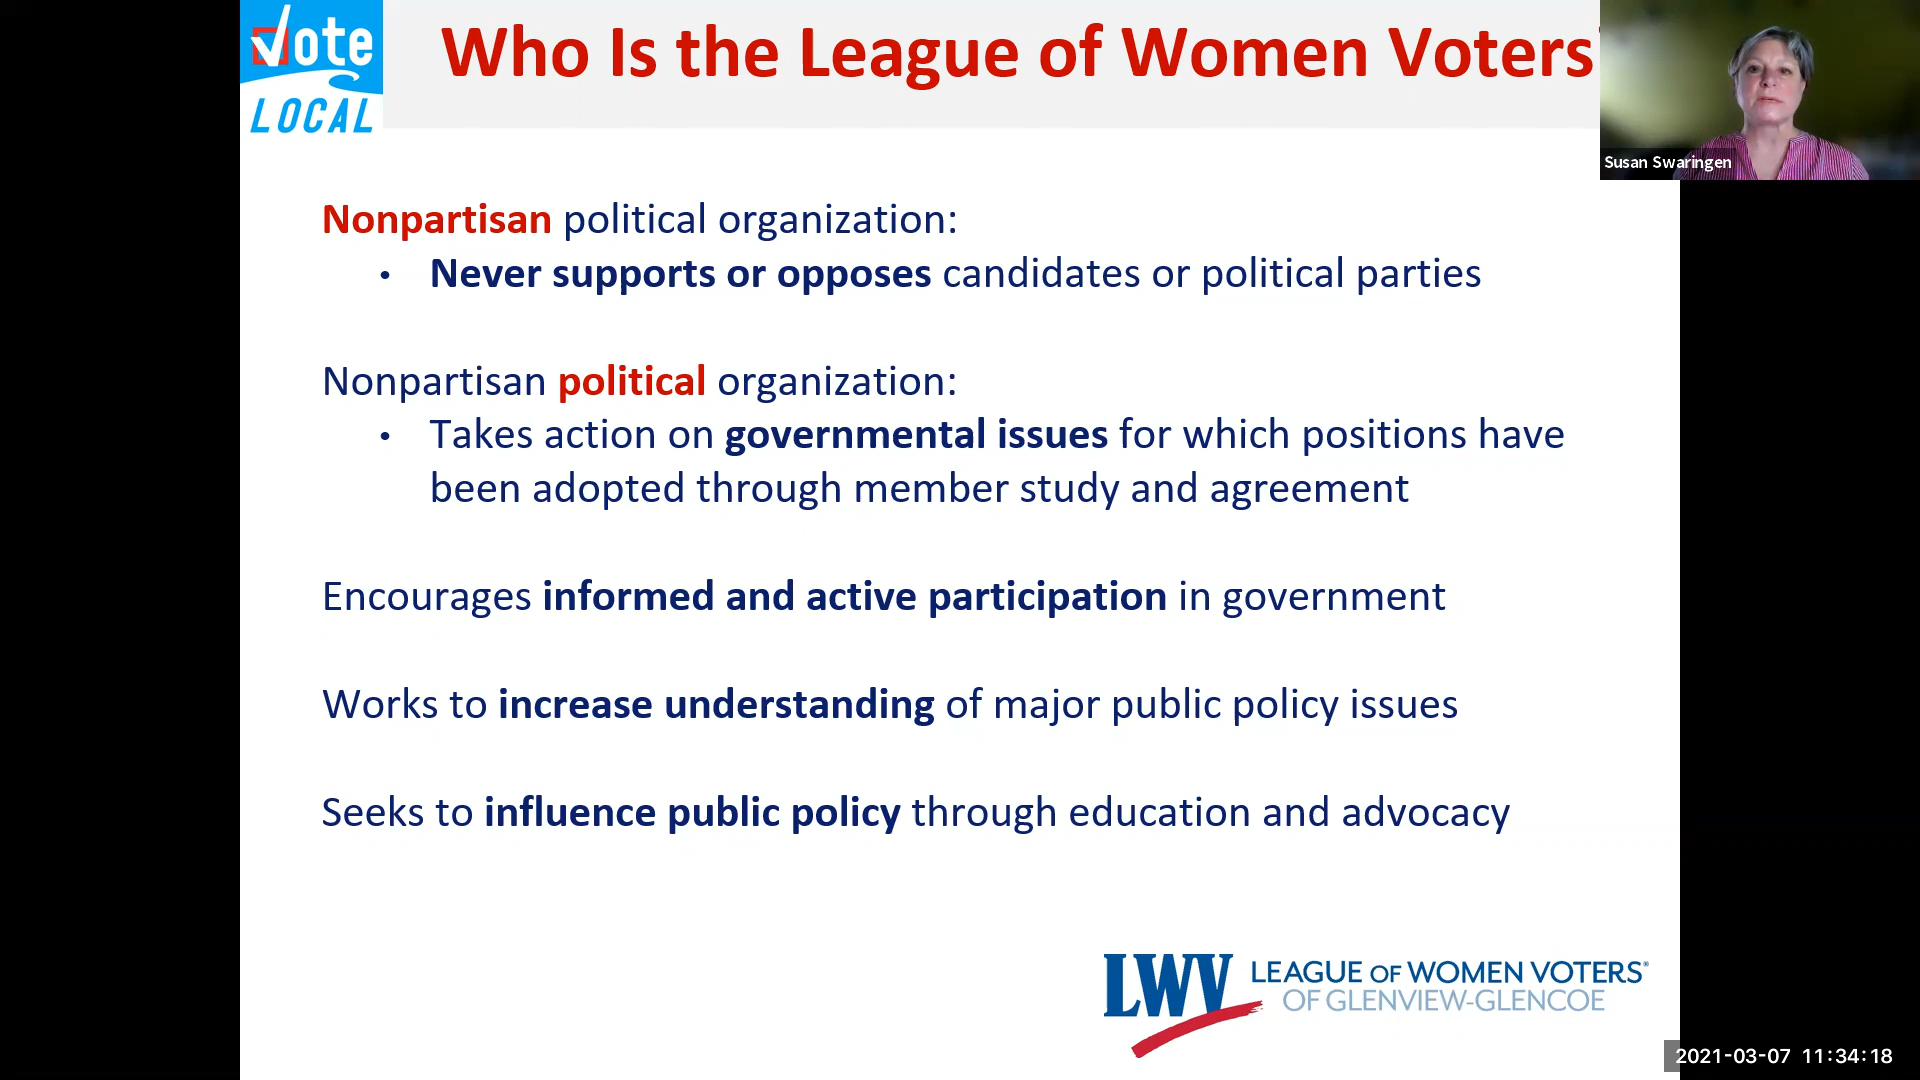 Vote
LOCAL
Who Is the League of Women Voters
Susan Swaringen
Nonpartisan political organization:
• Never supports or opposes candidates or political parties
Nonpartisan political organization:
• Takes action on governmental issues for which positions have
been adopted through member study and agreement
Encourages informed and active participation in government
Works to increase understanding of major public policy issues
Seeks to influence public policy through education and advocacy
LWV LEAGUE OF WOMEN VOTERS®
OF GLENVIEW-GLENCOE
2021-03-07 11:34:18